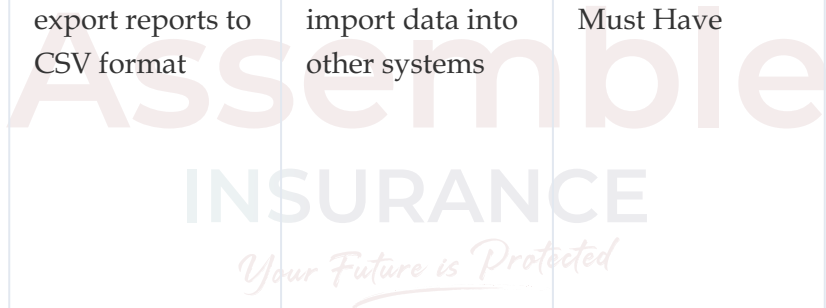 export reports to
CSV format
import data into
other systems
Must Have
Assemble
INSURANCE
Your Future is Protected